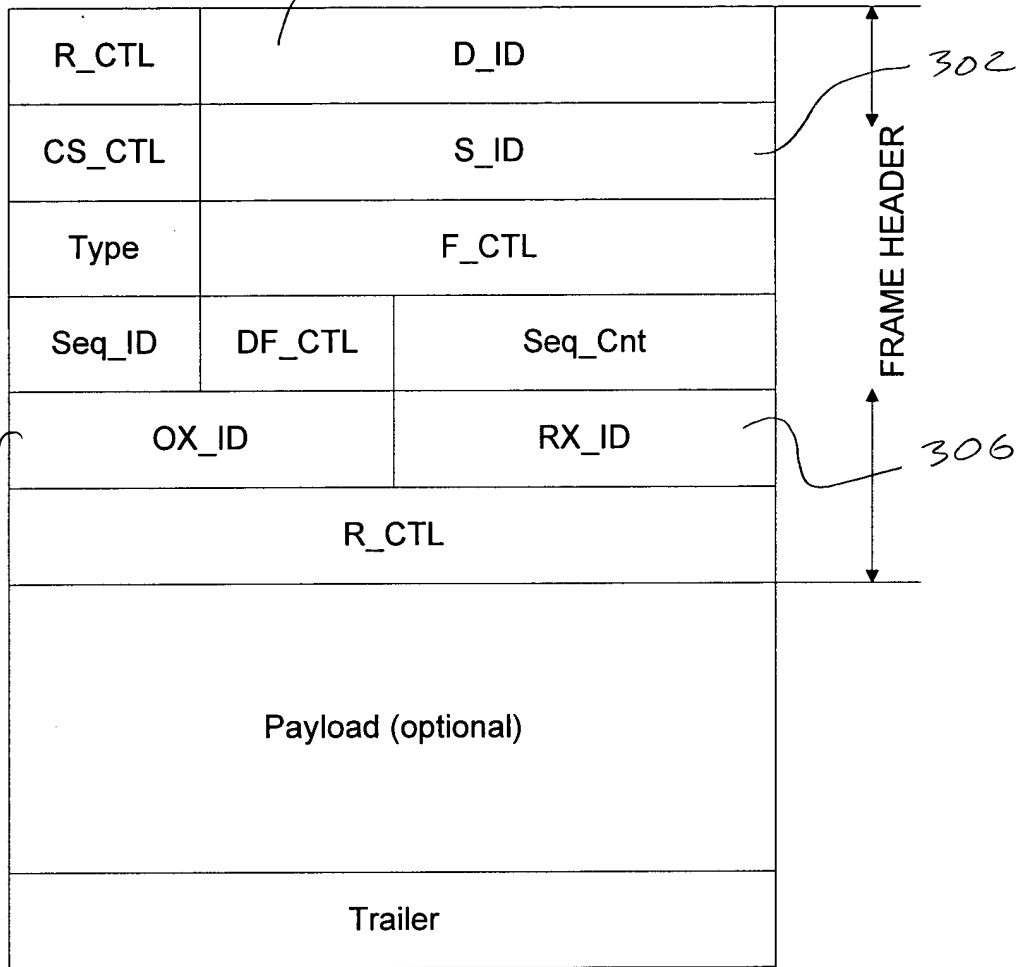 R_CTL D_ID
302
CS_CTL S_ID
FRAME HEADER
Type F_CTL
Seq_ID DF_CTL Seq_Cnt
OX_ID RX_ID
306
R_CTL
Payload (optional)
Trailer